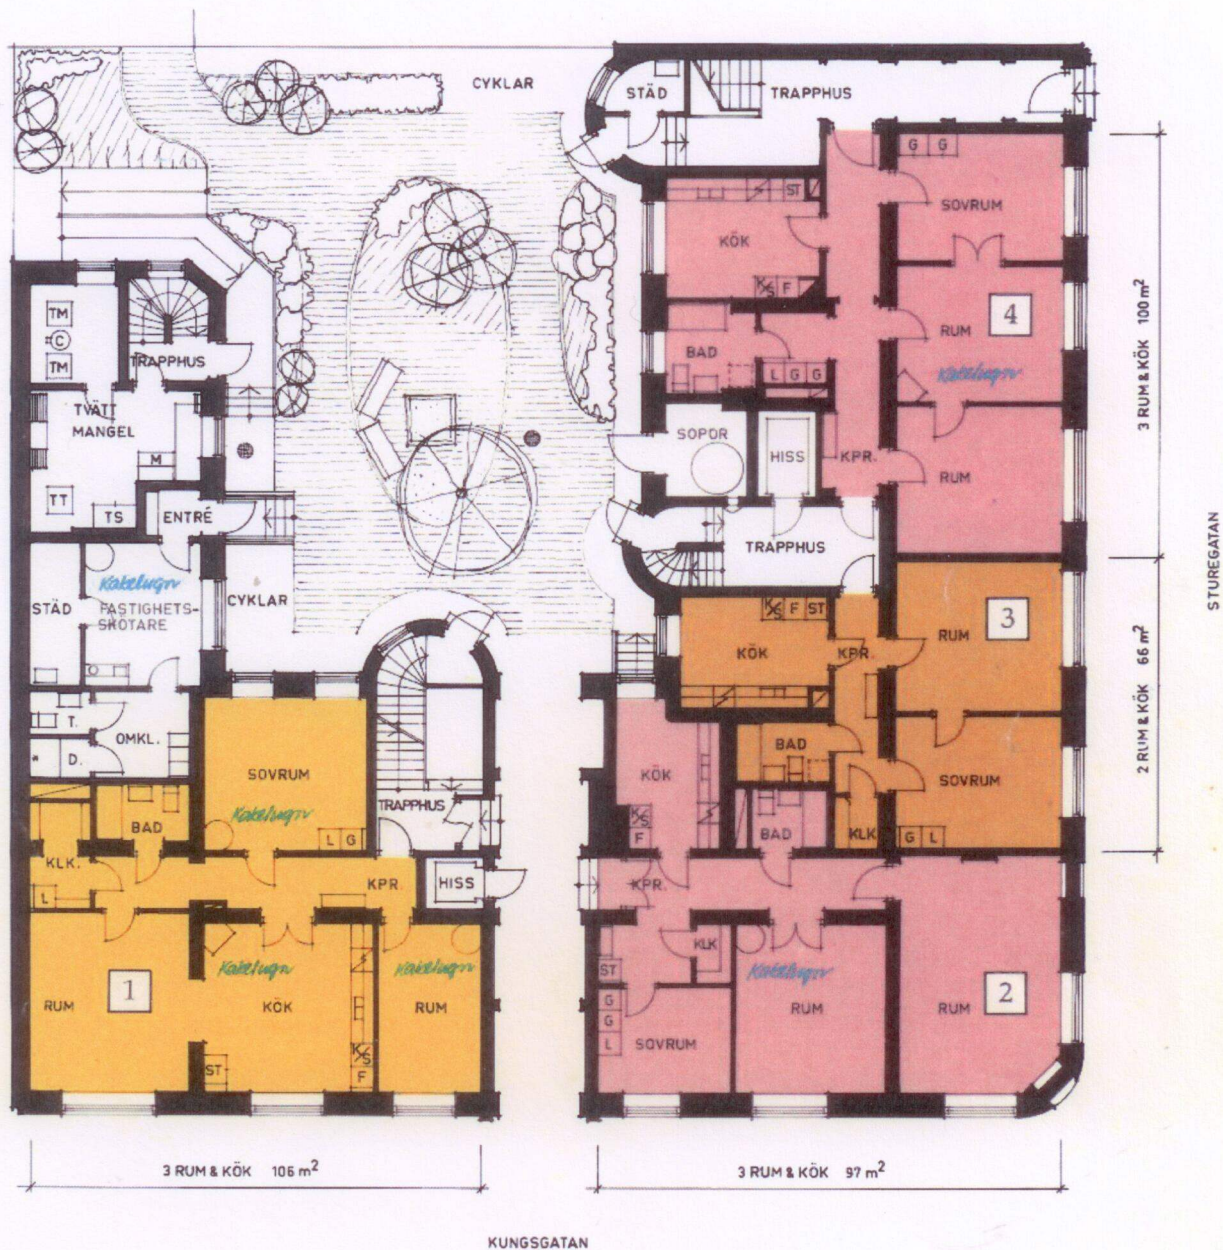 CYKLAR
STÄD
TRAPPHUS
G G
SOVRUM
ST
KÖK
K/S F
3 RUM & KÖK 100 m²
TM
C
TM
TRAPPHUS
RUM
4
BAD
Kakelugn
L G G
TVÄTT
MANGEL
M
SOPOR
HISS
KPR.
RUM
TT
TS
ENTRÉ
TRAPPHUS
STUREGATAN
Kakelugn
STÄD
FASTIGHETS-
SKÖTARE
CYKLAR
K/S F ST
KÖK
KPR.
RUM
3
2 RUM & KÖK 66 m²
T.
OMKL.
D.
SOVRUM
Kakelugn
L G
TRAPPHUS
KÖK
K/S
F
BAD
SOVRUM
BAD
KLK
G L
BAD
KLK.
L
KPR.
HISS
KPR.
Kakelugn
Kakelugn
ST
KLK
Kakelugn
RUM
1
KÖK
RUM
G
G
L
SOVRUM
RUM
RUM
2
ST
K/S
F
3 RUM & KÖK 106 m²
3 RUM & KÖK 97 m²
KUNGSGATAN